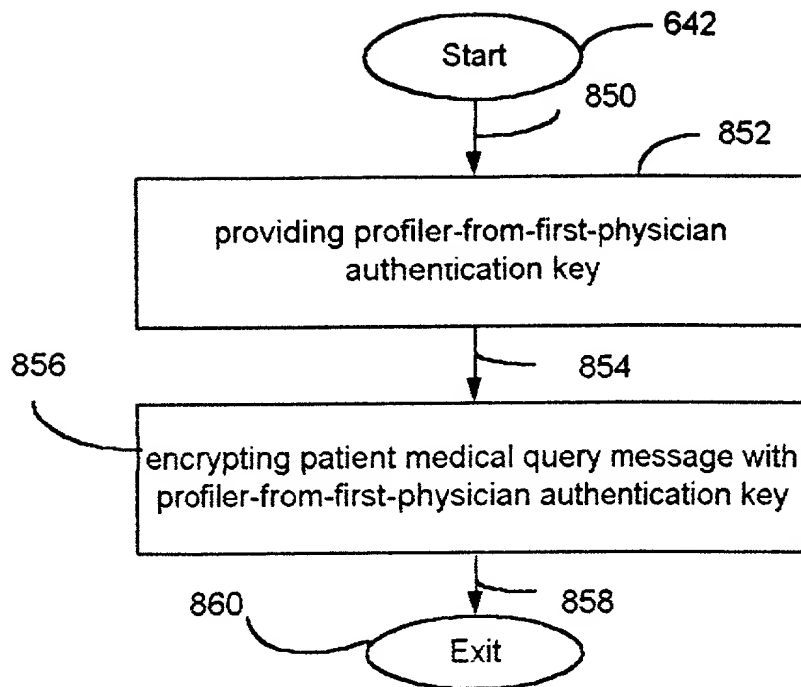 642
Start
850
852
providing profiler-from-first-physician
authentication key
856
854
encrypting patient medical query message with
profiler-from-first-physician authentication key
860
858
Exit